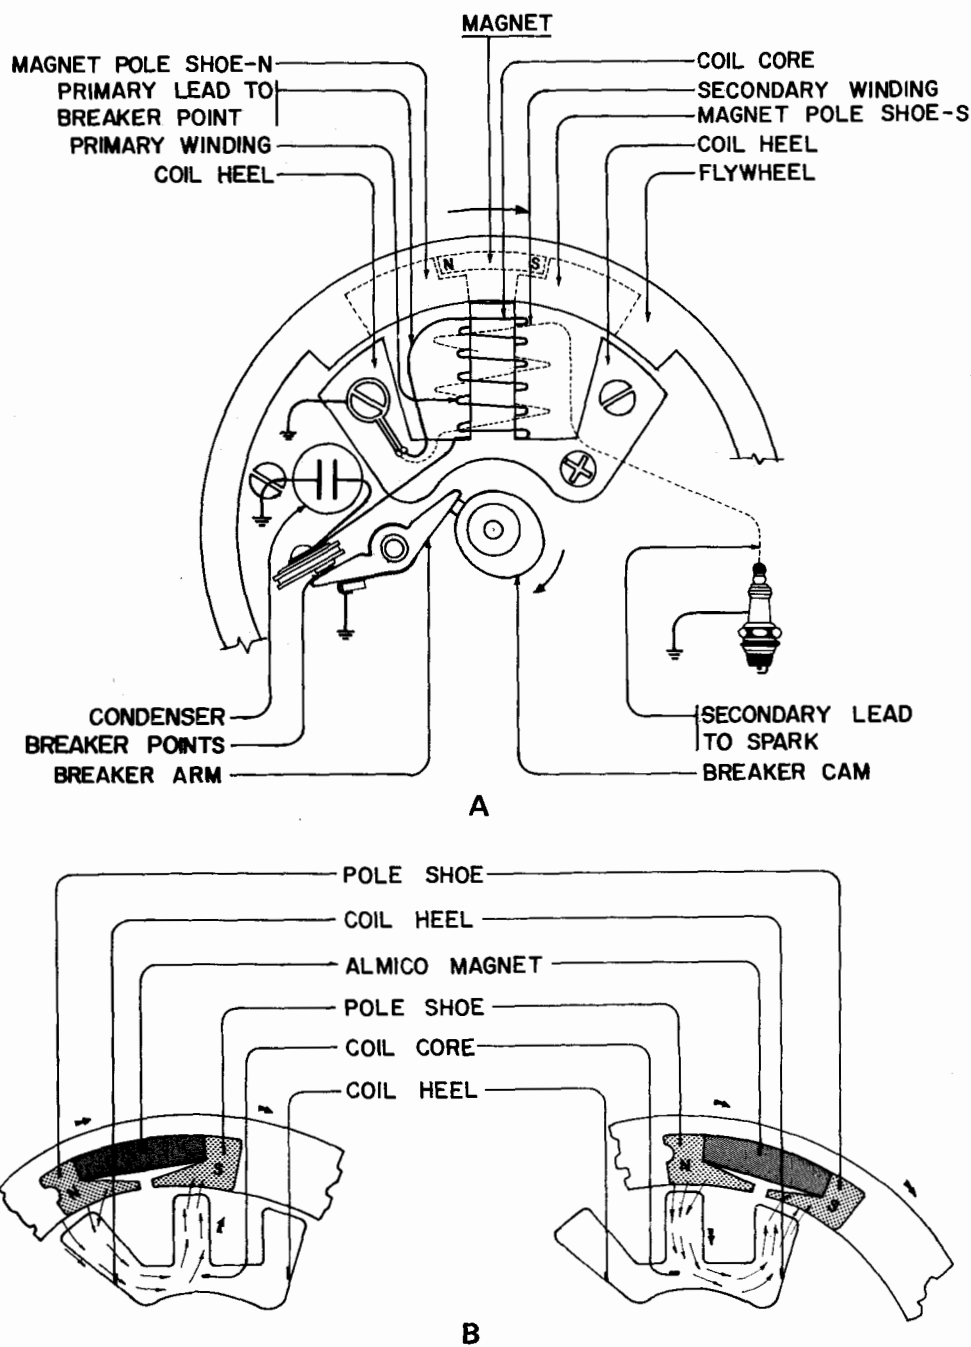 MAGNET
MAGNET POLE SHOE-N
PRIMARY LEAD TO
BREAKER POINT
PRIMARY WINDING
COIL HEEL
COIL CORE
SECONDARY WINDING
MAGNET POLE SHOE-S
COIL HEEL
FLYWHEEL
N
S
CONDENSER
BREAKER POINTS
BREAKER ARM
SECONDARY LEAD
TO SPARK
BREAKER CAM
A
POLE SHOE
COIL HEEL
ALMICO MAGNET
POLE SHOE
COIL CORE
COIL HEEL
N
S
N
S
B